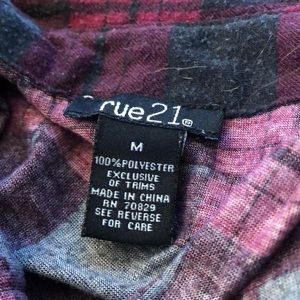 rue21®
M
100%POLYESTER
EXCLUSIVE
OF TRIMS
MADE IN CHINA
RN 70829
SEE REVERSE
FOR CARE